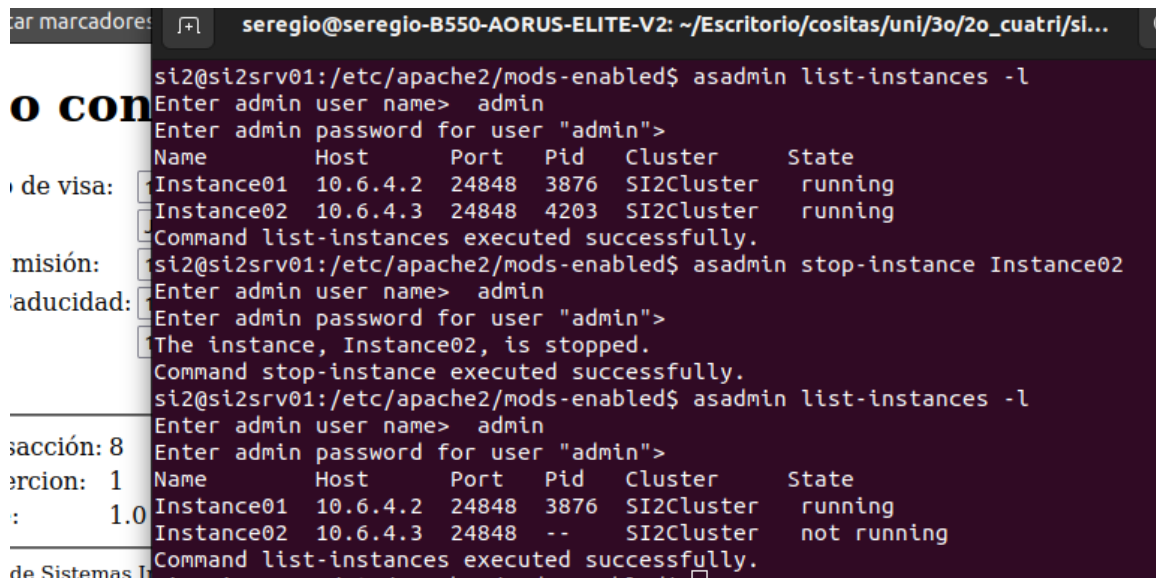 car marcadores
seregio@seregio-B550-AORUS-ELITE-V2: ~/Escritorio/cositas/uni/3o/2o_cuatri/si...
o con
de visa:
misión:
aducidad:
sacción: 8
ercion: 1
: 1.0
de Sistemas
si2@si2srv01:/etc/apache2/mods-enabled$ asadmin list-instances -l
Enter admin user name>  admin
Enter admin password for user "admin">
Name        Host      Port   Pid   Cluster     State
Instance01  10.6.4.2  24848  3876  SI2Cluster   running
Instance02  10.6.4.3  24848  4203  SI2Cluster   running
Command list-instances executed successfully.
si2@si2srv01:/etc/apache2/mods-enabled$ asadmin stop-instance Instance02
Enter admin user name>  admin
Enter admin password for user "admin">
The instance, Instance02, is stopped.
Command stop-instance executed successfully.
si2@si2srv01:/etc/apache2/mods-enabled$ asadmin list-instances -l
Enter admin user name>  admin
Enter admin password for user "admin">
Name        Host      Port   Pid   Cluster     State
Instance01  10.6.4.2  24848  3876  SI2Cluster   running
Instance02  10.6.4.3  24848  --    SI2Cluster   not running
Command list-instances executed successfully.